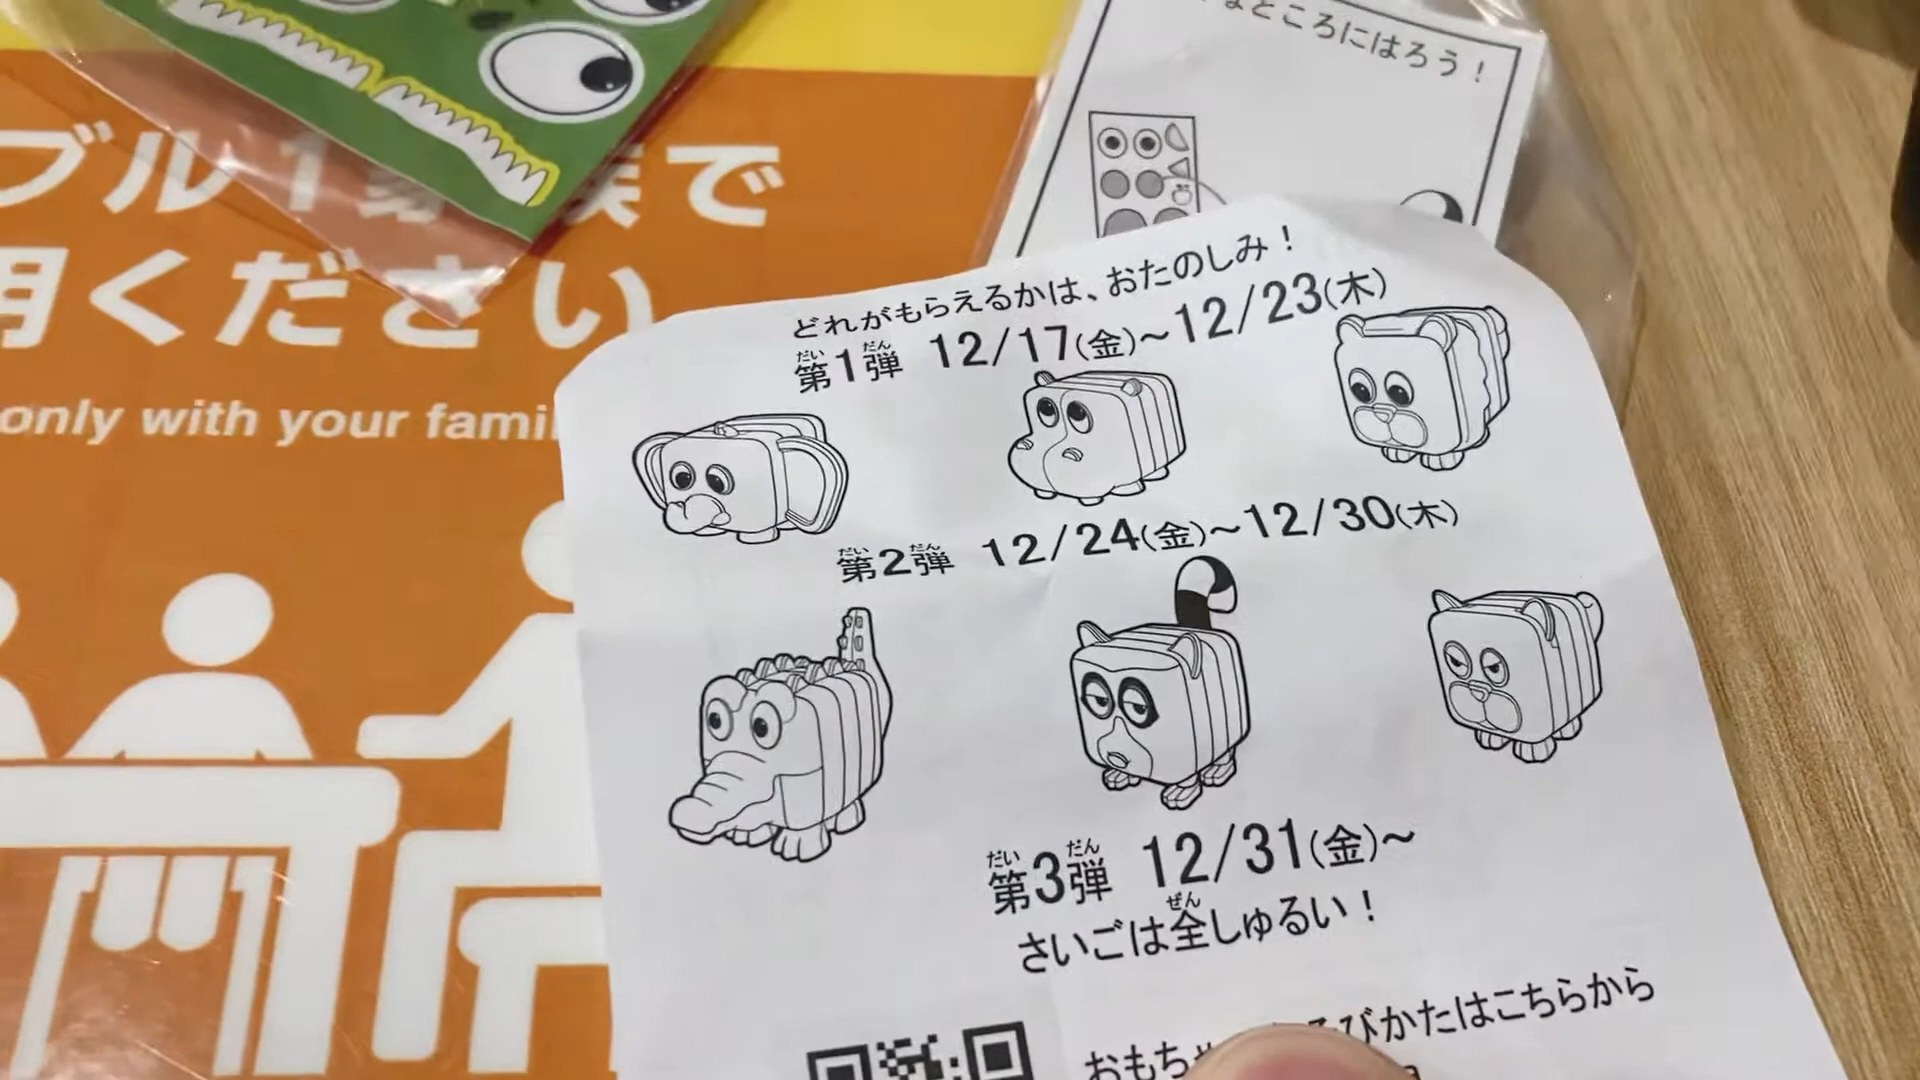 ブル1家族で
用ください
only with your famil
なところにはろう！
どれがもらえるかは、おたのしみ！
第1弾 12/17(金)~12/23(木)
第2弾 12/24(金)~12/30(木)
第3弾 12/31(金)~
さいごは全しゅるい！
おもちゃ びかたはこちらから